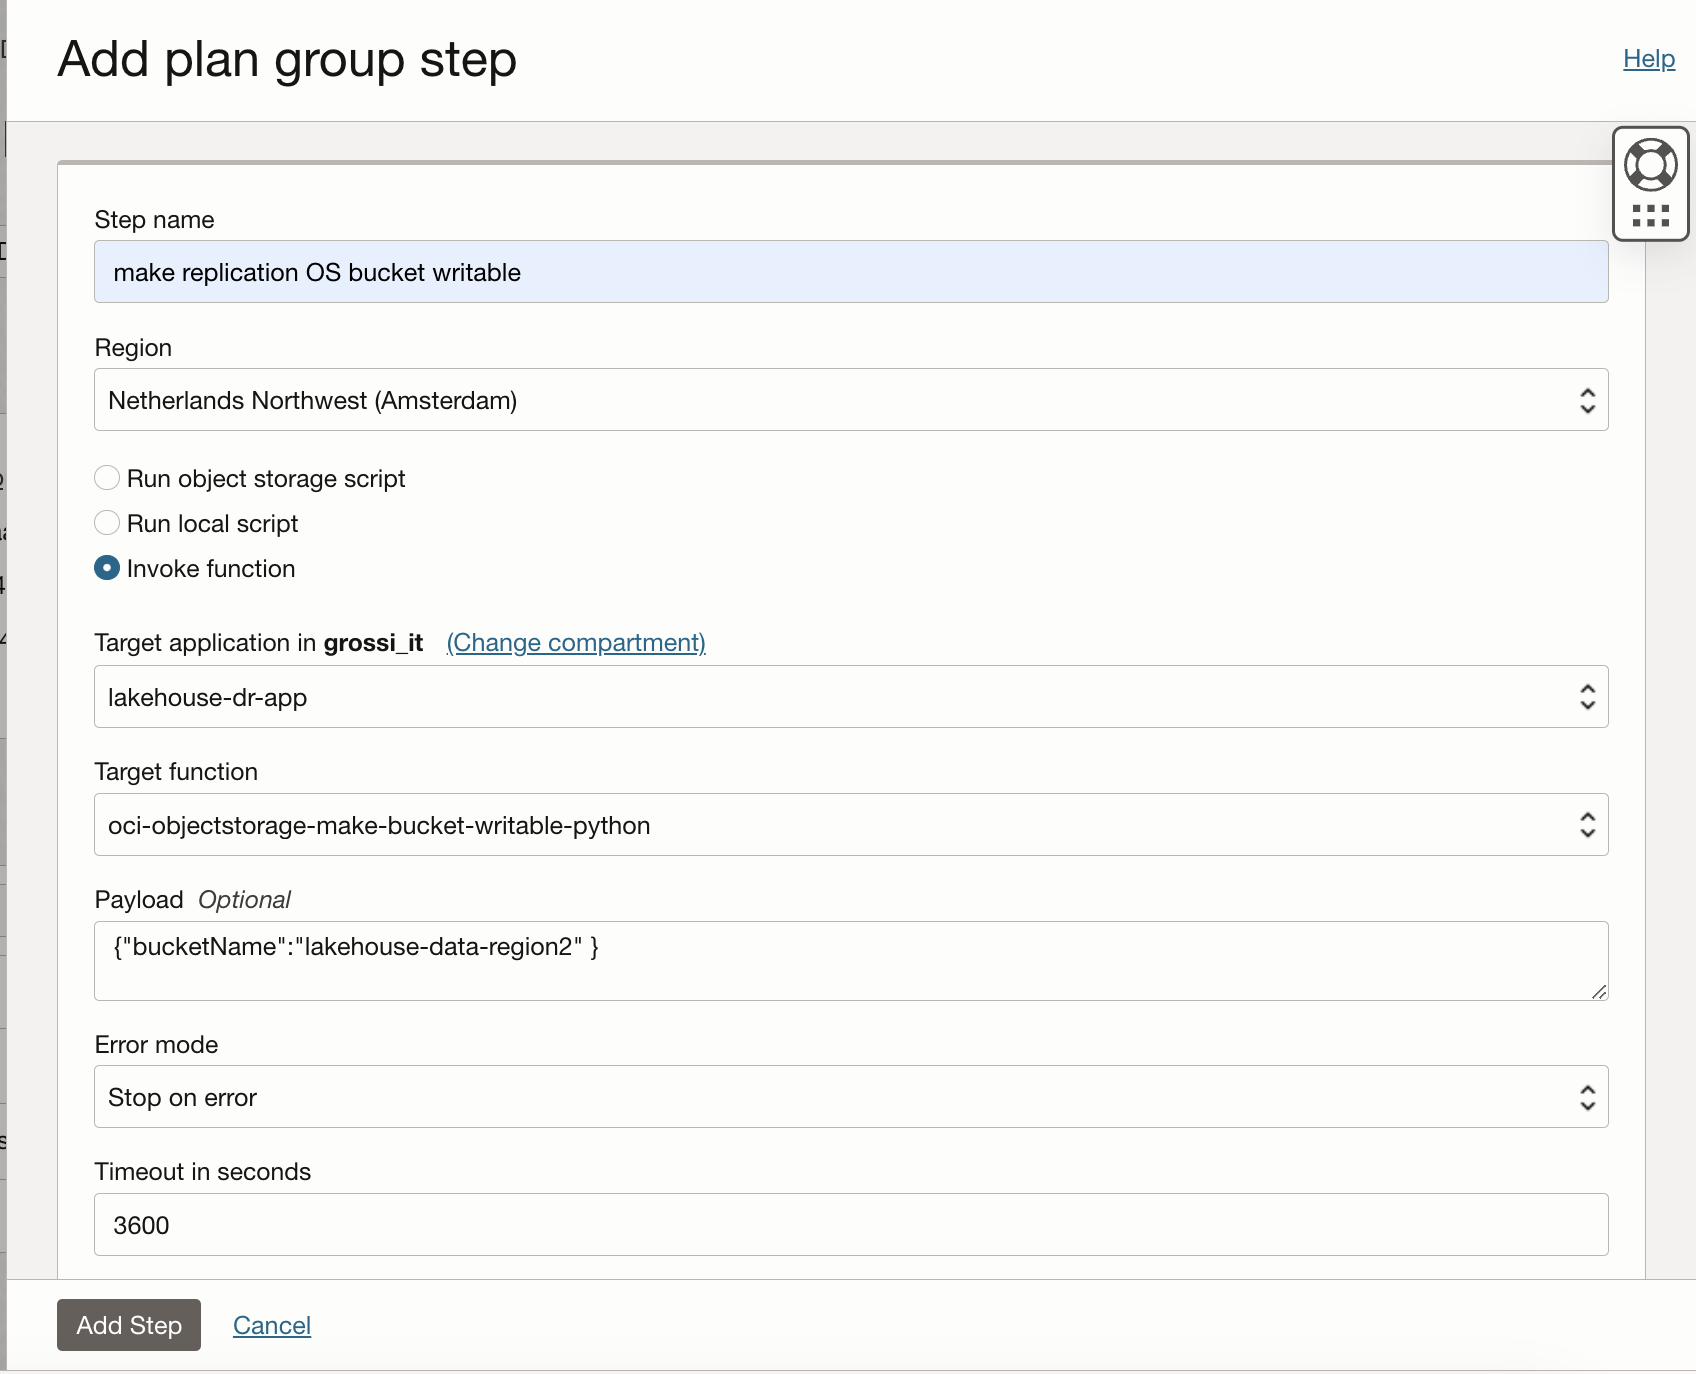 Add plan group step
Help
Step name
make replication OS bucket writable
Region
Netherlands Northwest (Amsterdam)
Run object storage script
Run local script
Invoke function
Target application in grossi_it (Change compartment)
lakehouse-dr-app
Target function
oci-objectstorage-make-bucket-writable-python
Payload Optional
{"bucketName":"lakehouse-data-region2" }
Error mode
Stop on error
Timeout in seconds
3600
Add Step
Cancel